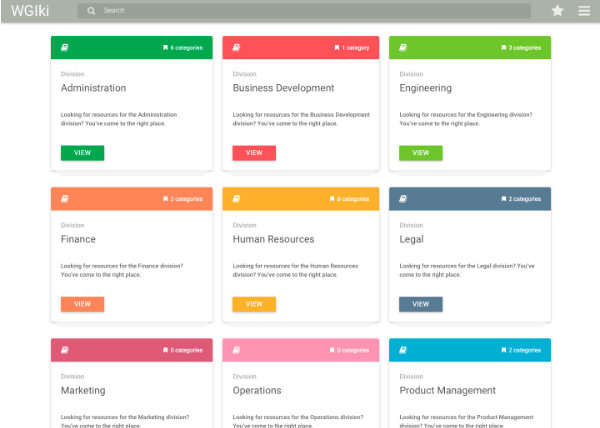 WGIki
Search
6 categories
Division
Administration
Looking for resources for the Administration
division? You've come to the right place.
VIEW
1 category
Division
Business Development
Looking for resources for the Business Development
division? You've come to the right place.
VIEW
3 categories
Division
Engineering
Looking for resources for the Engineering division?
You've come to the right place.
VIEW
2 categories
Division
Finance
Looking for resources for the Finance division?
You've come to the right place.
VIEW
8 categories
Division
Human Resources
Looking for resources for the Human Resources
division? You've come to the right place.
VIEW
2 categories
Division
Legal
Looking for resources for the Legal division? You've
come to the right place.
VIEW
0 categories
Division
Marketing
Looking for resources for the Marketing division?
You've come to the right place.
0 categories
Division
Operations
Looking for resources for the Operations division?
You've come to the right place.
2 categories
Division
Product Management
Looking for resources for the Product Management
division? You've come to the right place.